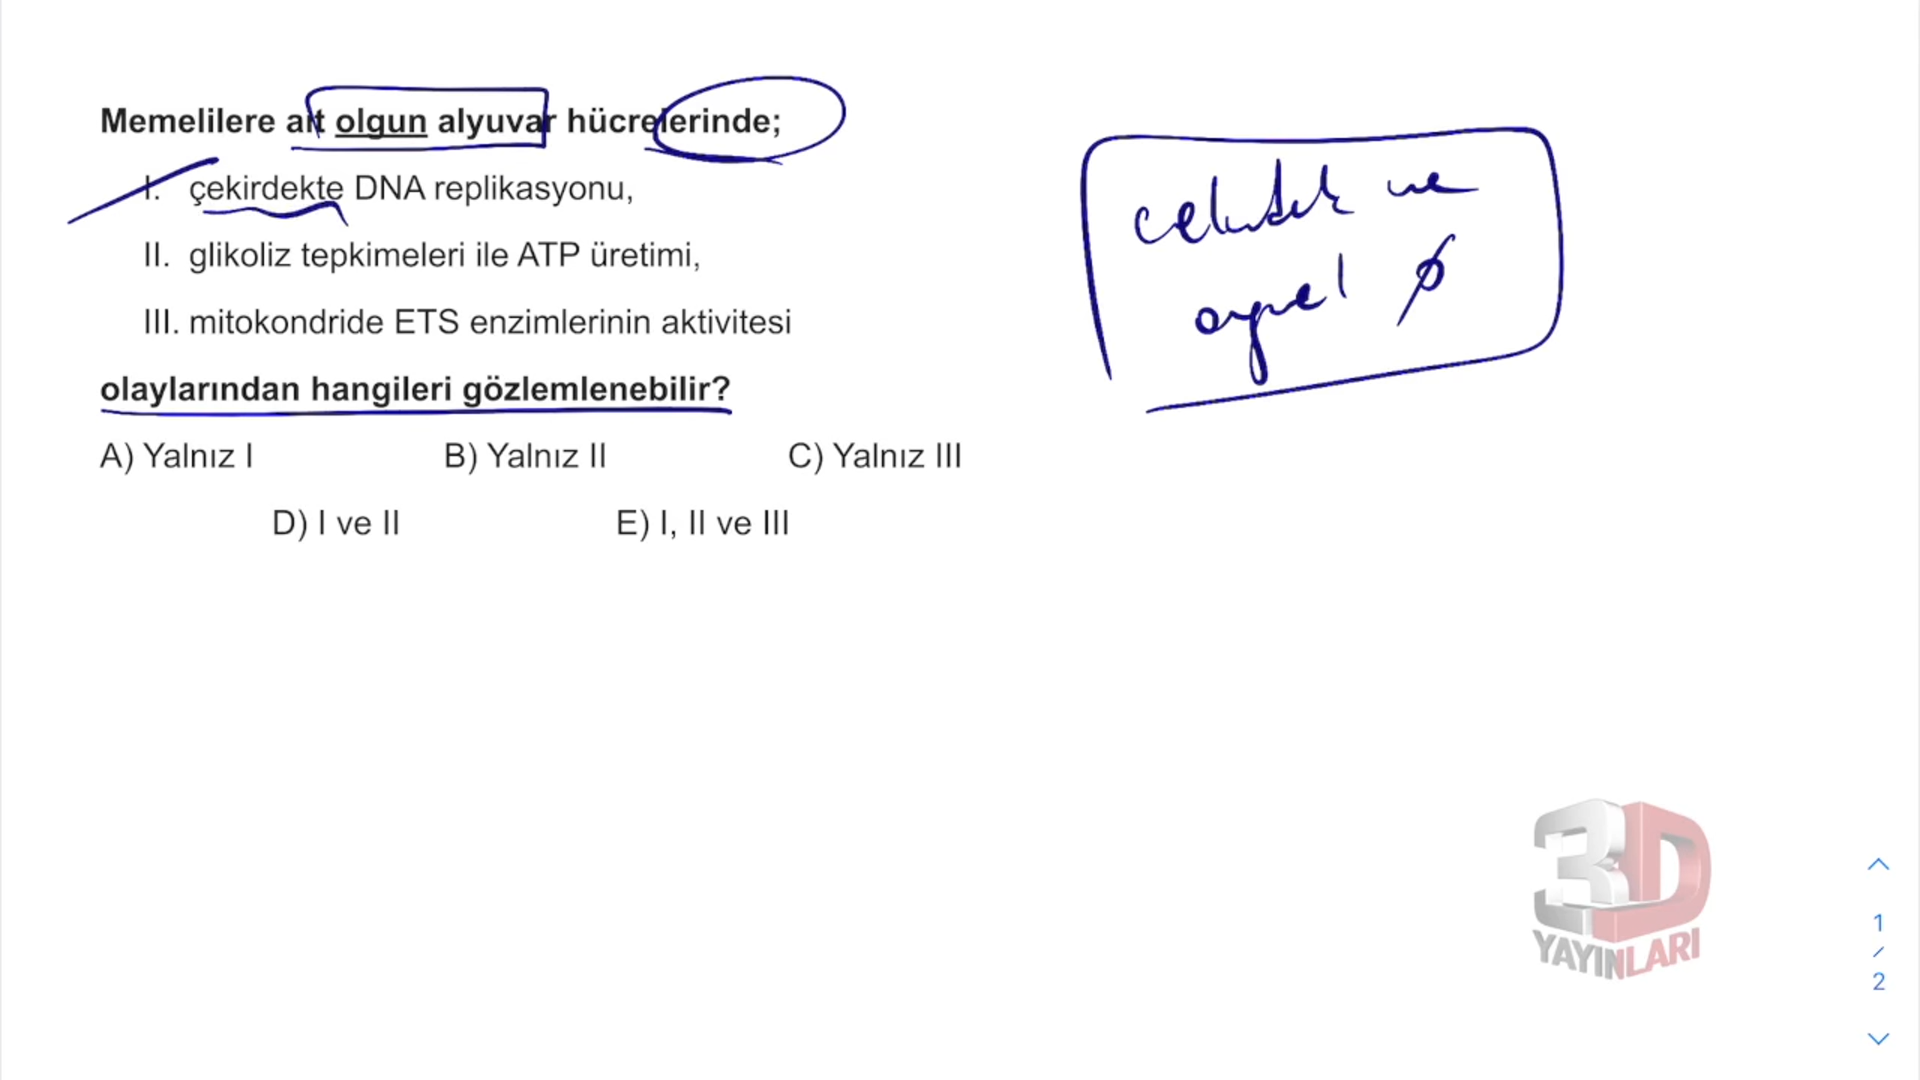 Memelilere ait olgun alyuvar hücrelerinde;
I. çekirdekte DNA replikasyonu,
II. glikoliz tepkimeleri ile ATP üretimi,
III. mitokondride ETS enzimlerinin aktivitesi
olaylarından hangileri gözlemlenebilir?
A) Yalnız I B) Yalnız II C) Yalnız III
D) I ve II E) I, II ve III
ve
3D
YAYINLARI
1
/
2